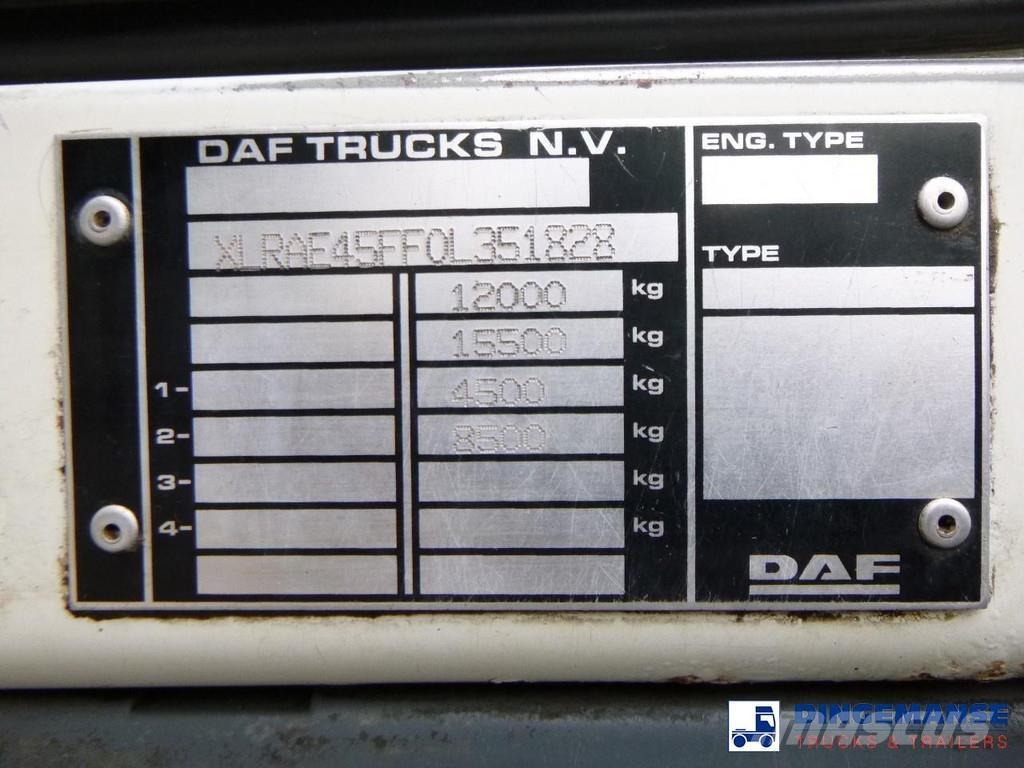 DAF TRUCKS N.V.
ENG. TYPE
XLRAE45FF0L351828
TYPE
12000 kg
15500 kg
1- 4500 kg
2- 8500 kg
3- kg
4- kg
DAF
DINGEMANSE
TRUCKS & TRAILERS
MASCUS